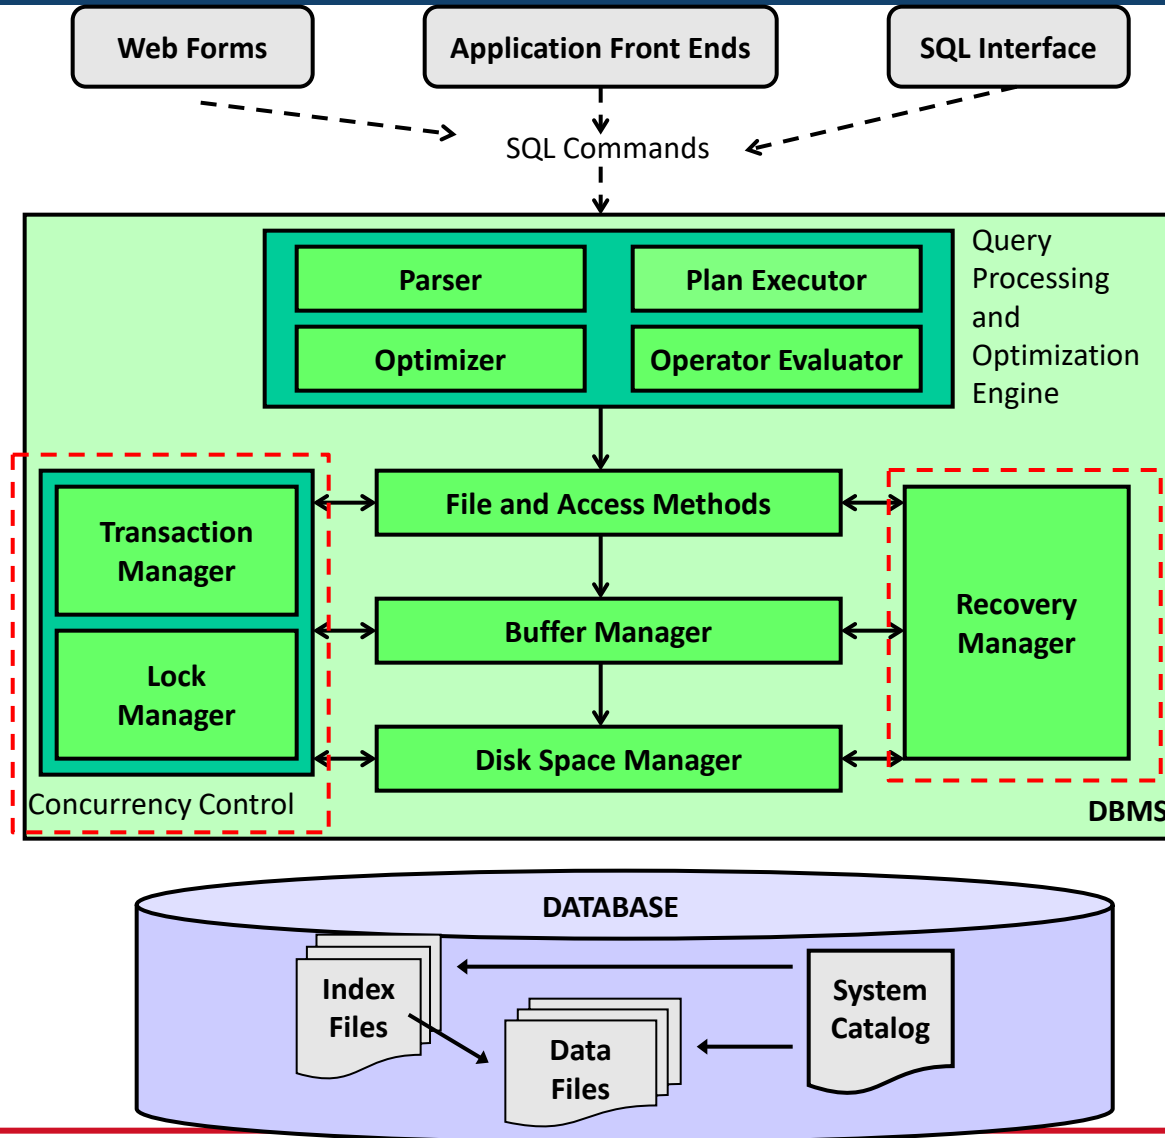 Web Forms
Application Front Ends
SQL Interface
SQL Commands
Query
Processing
and
Optimization
Engine
Parser
Plan Executor
Optimizer
Operator Evaluator
File and Access Methods
Transaction
Manager
Recovery
Manager
Buffer Manager
Lock
Manager
Disk Space Manager
Concurrency Control
DBMS
DATABASE
Index
Files
System
Catalog
Data
Files